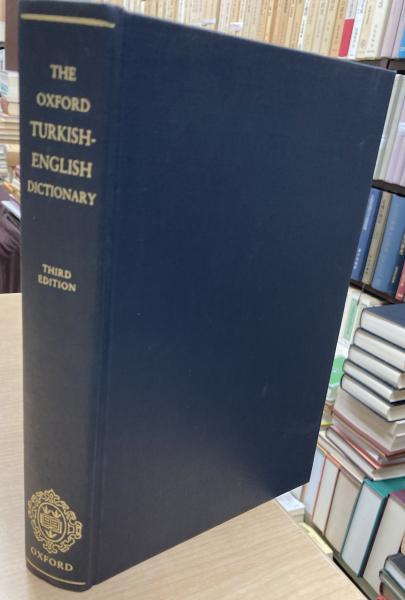 THE
OXFORD
TURKISH-
ENGLISH
DICTIONARY
THIRD
EDITION
OXFORD